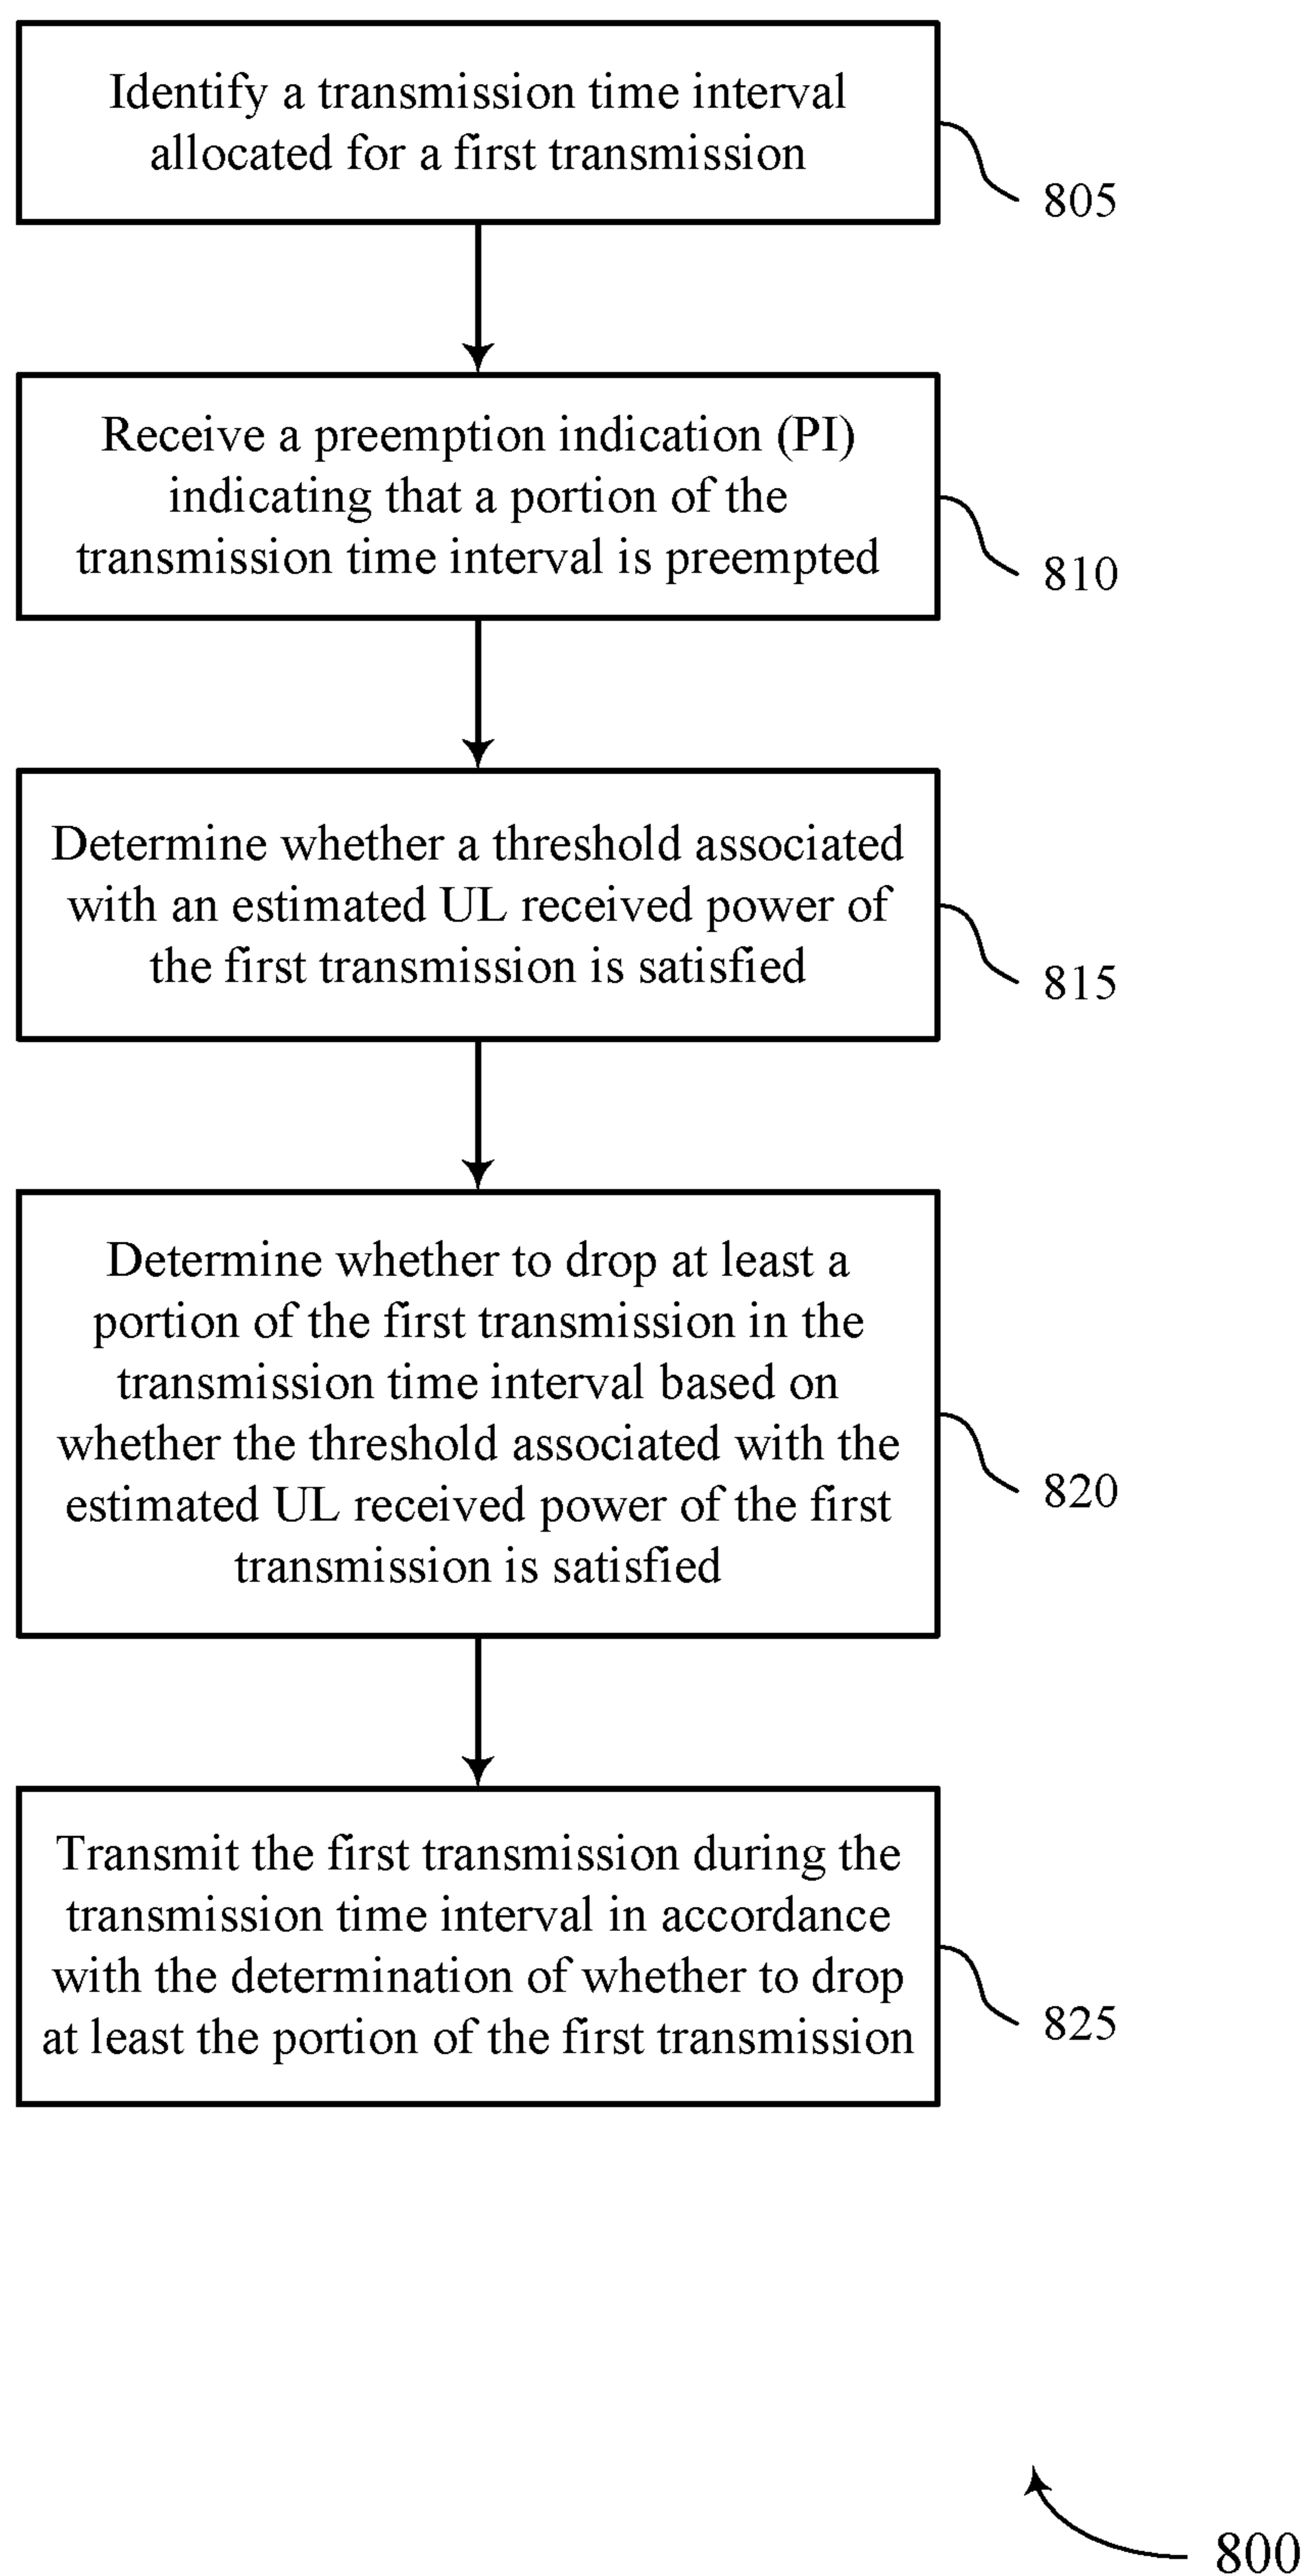 Identify a transmission time interval
allocated for a first transmission
805
Receive a preemption indication (PI)
indicating that a portion of the
transmission time interval is preempted
810
Determine whether a threshold associated
with an estimated UL received power of
the first transmission is satisfied
815
Determine whether to drop at least a
portion of the first transmission in the
transmission time interval based on
whether the threshold associated with the
estimated UL received power of the first
transmission is satisfied
820
Transmit the first transmission during the
transmission time interval in accordance
with the determination of whether to drop
at least the portion of the first transmission
825
800